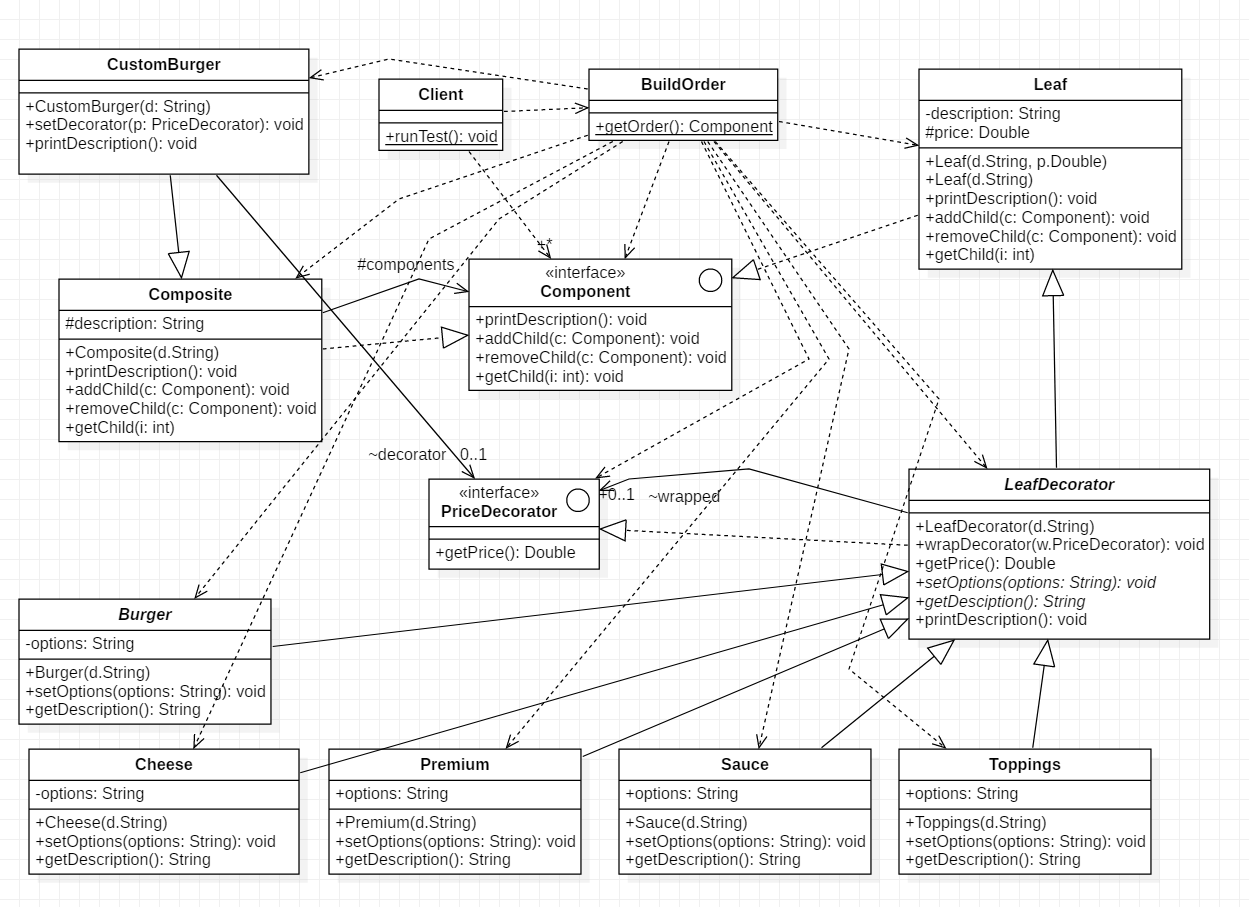 CustomBurger
+CustomBurger(d: String)
+setDecorator(p: PriceDecorator): void
+printDescription(): void
Client
+runTest(): void
BuildOrder
+getOrder(): Component
Leaf
-description: String
#price: Double
+Leaf(d.String, p.Double)
+Leaf(d.String)
+printDescription(): void
+addChild(c: Component): void
+removeChild(c: Component): void
+getChild(i: int)
#components
+*
Composite
#description: String
+Composite(d.String)
+printDescription(): void
+addChild(c: Component): void
+removeChild(c: Component): void
+getChild(i: int)
«interface»
Component
+printDescription(): void
+addChild(c: Component): void
+removeChild(c: Component): void
+getChild(i: int): void
~decorator
0..1
«interface»
PriceDecorator
+getPrice(): Double
+0..1
~wrapped
LeafDecorator
+LeafDecorator(d.String)
+wrapDecorator(w.PriceDecorator): void
+getPrice(): Double
+setOptions(options: String): void
+getDesciption(): String
+printDescription(): void
Burger
-options: String
+Burger(d.String)
+setOptions(options: String): void
+getDescription(): String
Cheese
-options: String
+Cheese(d.String)
+setOptions(options: String): void
+getDescription(): String
Premium
+options: String
+Premium(d.String)
+setOptions(options: String): void
+getDescription(): String
Sauce
+options: String
+Sauce(d.String)
+setOptions(options: String): void
+getDescription(): String
Toppings
+options: String
+Toppings(d.String)
+setOptions(options: String): void
+getDescription(): String